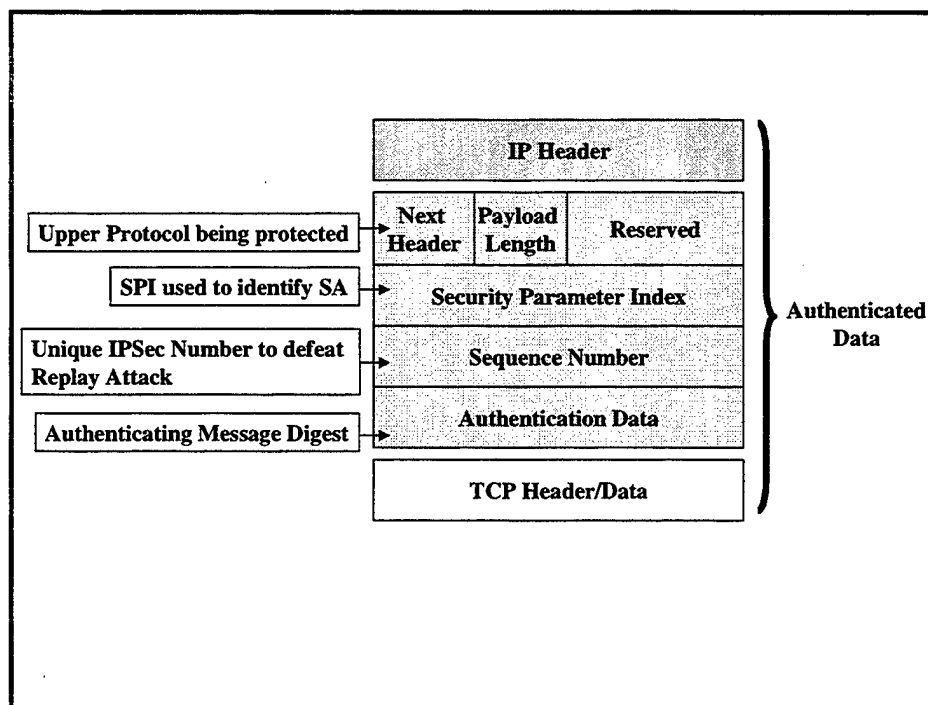 IP Header
Upper Protocol being protected
Next
Header
Payload
Length
Reserved
SPI used to identify SA
Security Parameter Index
Authenticated
Data
Unique IPSec Number to defeat
Replay Attack
Sequence Number
Authenticating Message Digest
Authentication Data
TCP Header/Data